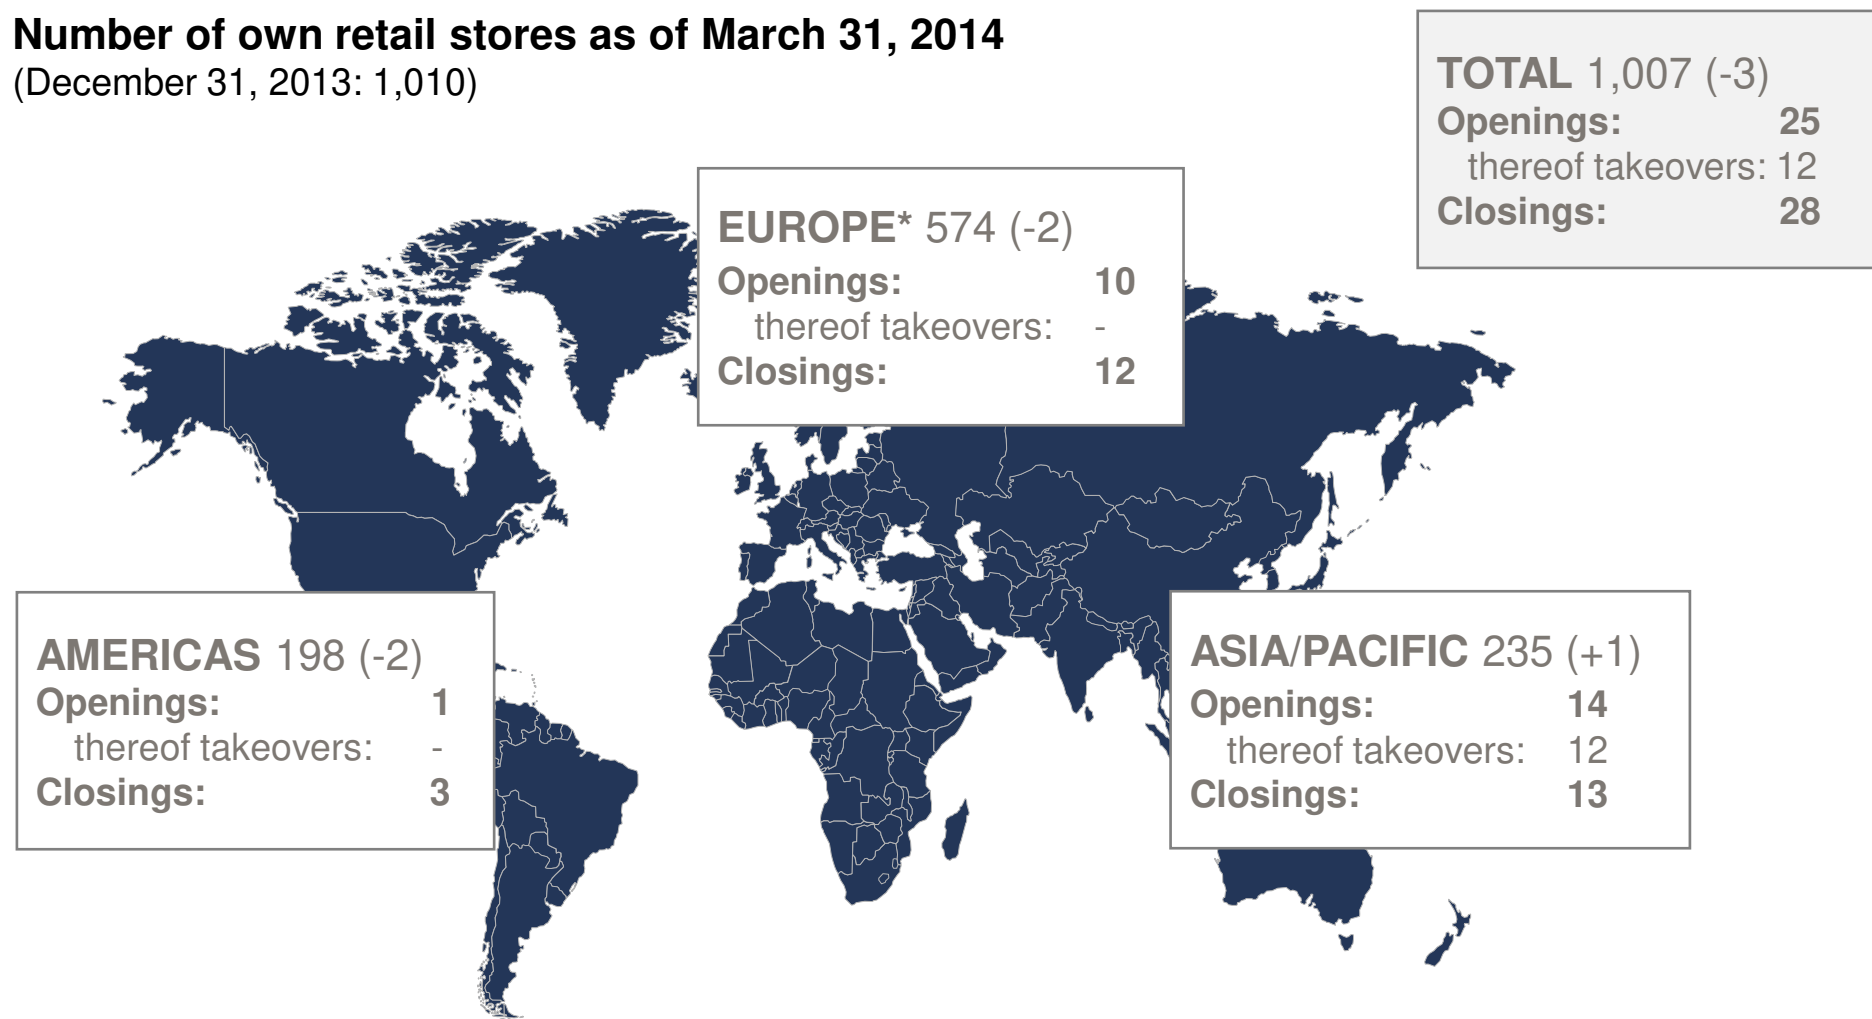 Number of own retail stores as of March 31, 2014
(December 31, 2013: 1,010)
TOTAL 1,007 (-3)
Openings: 25
thereof takeovers: 12
Closings: 28
EUROPE* 574 (-2)
Openings: 10
thereof takeovers: -
Closings: 12
AMERICAS 198 (-2)
Openings: 1
thereof takeovers: -
Closings: 3
ASIA/PACIFIC 235 (+1)
Openings: 14
thereof takeovers: 12
Closings: 13